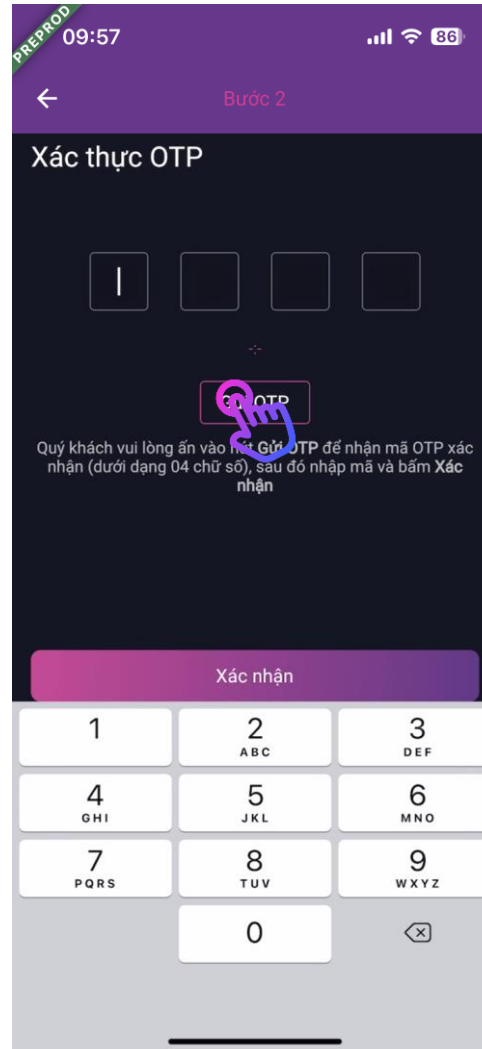 PREPROD
09:57
86
Bước 2
Xác thực OTP
-:-
OTP
Quý khách vui lòng ấn vào nút Gửi OTP để nhận mã OTP xác
nhận (dưới dạng 04 chữ số), sau đó nhập mã và bấm Xác
nhận
Xác nhận
1
2
ABC
3
DEF
4
GHI
5
JKL
6
MNO
7
PQRS
8
TUV
9
WXYZ
0